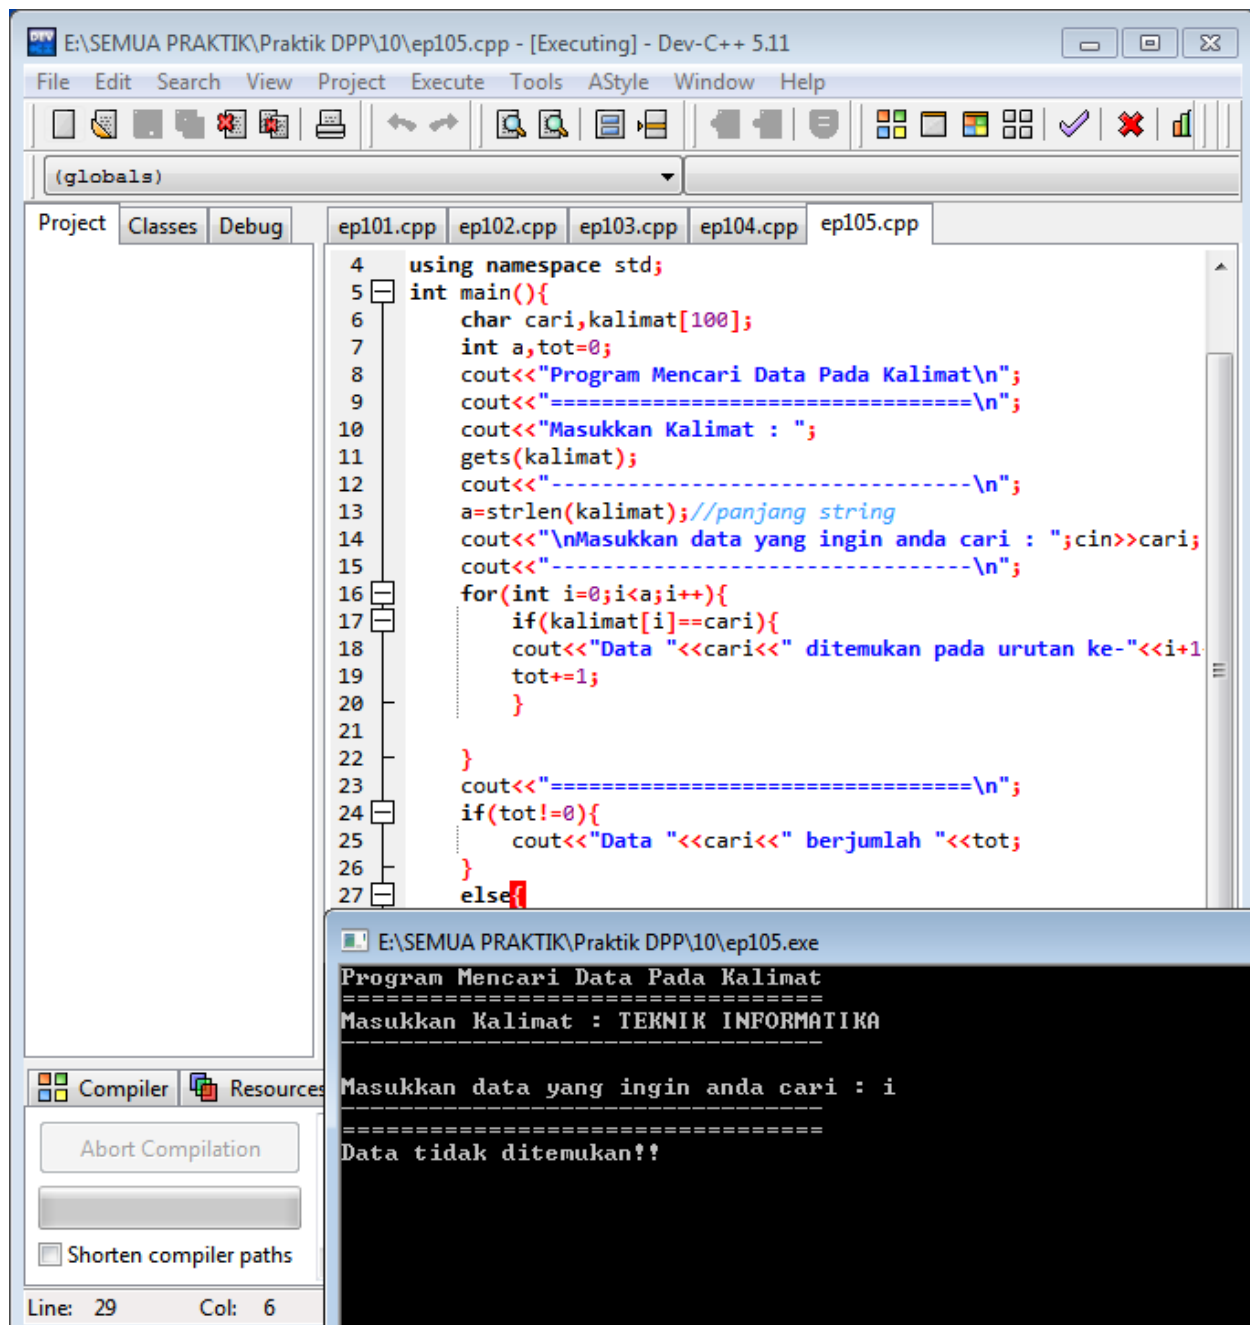 E:\SEMUA PRAKTIK\Praktik DPP\10\ep105.cpp - [Executing] - Dev-C++ 5.11
File Edit Search View Project Execute Tools AStyle Window Help
(globals)
Project Classes Debug
ep101.cpp ep102.cpp ep103.cpp ep104.cpp ep105.cpp
4 using namespace std;
5 int main(){
6 char cari,kalimat[100];
7 int a,tot=0;
8 cout<<"Program Mencari Data Pada Kalimat\n";
9 cout<<"=================================\n";
10 cout<<"Masukkan Kalimat : ";
11 gets(kalimat);
12 cout<<"---------------------------------\n";
13 a=strlen(kalimat);//panjang string
14 cout<<"\nMasukkan data yang ingin anda cari : ";cin>>cari;
15 cout<<"---------------------------------\n";
16 for(int i=0;i<a;i++){
17 if(kalimat[i]==cari){
18 cout<<"Data "<<cari<<" ditemukan pada urutan ke-"<<i+1
19 tot+=1;
20 }
21
22 }
23 cout<<"=================================\n";
24 if(tot!=0){
25 cout<<"Data "<<cari<<" berjumlah "<<tot;
26 }
27 else{
E:\SEMUA PRAKTIK\Praktik DPP\10\ep105.exe
Program Mencari Data Pada Kalimat
=================================
Masukkan Kalimat : TEKNIK INFORMATIKA
---------------------------------
Masukkan data yang ingin anda cari : i
---------------------------------
=================================
Data tidak ditemukan!!
Compiler Resources
Abort Compilation
Shorten compiler paths
Line: 29 Col: 6